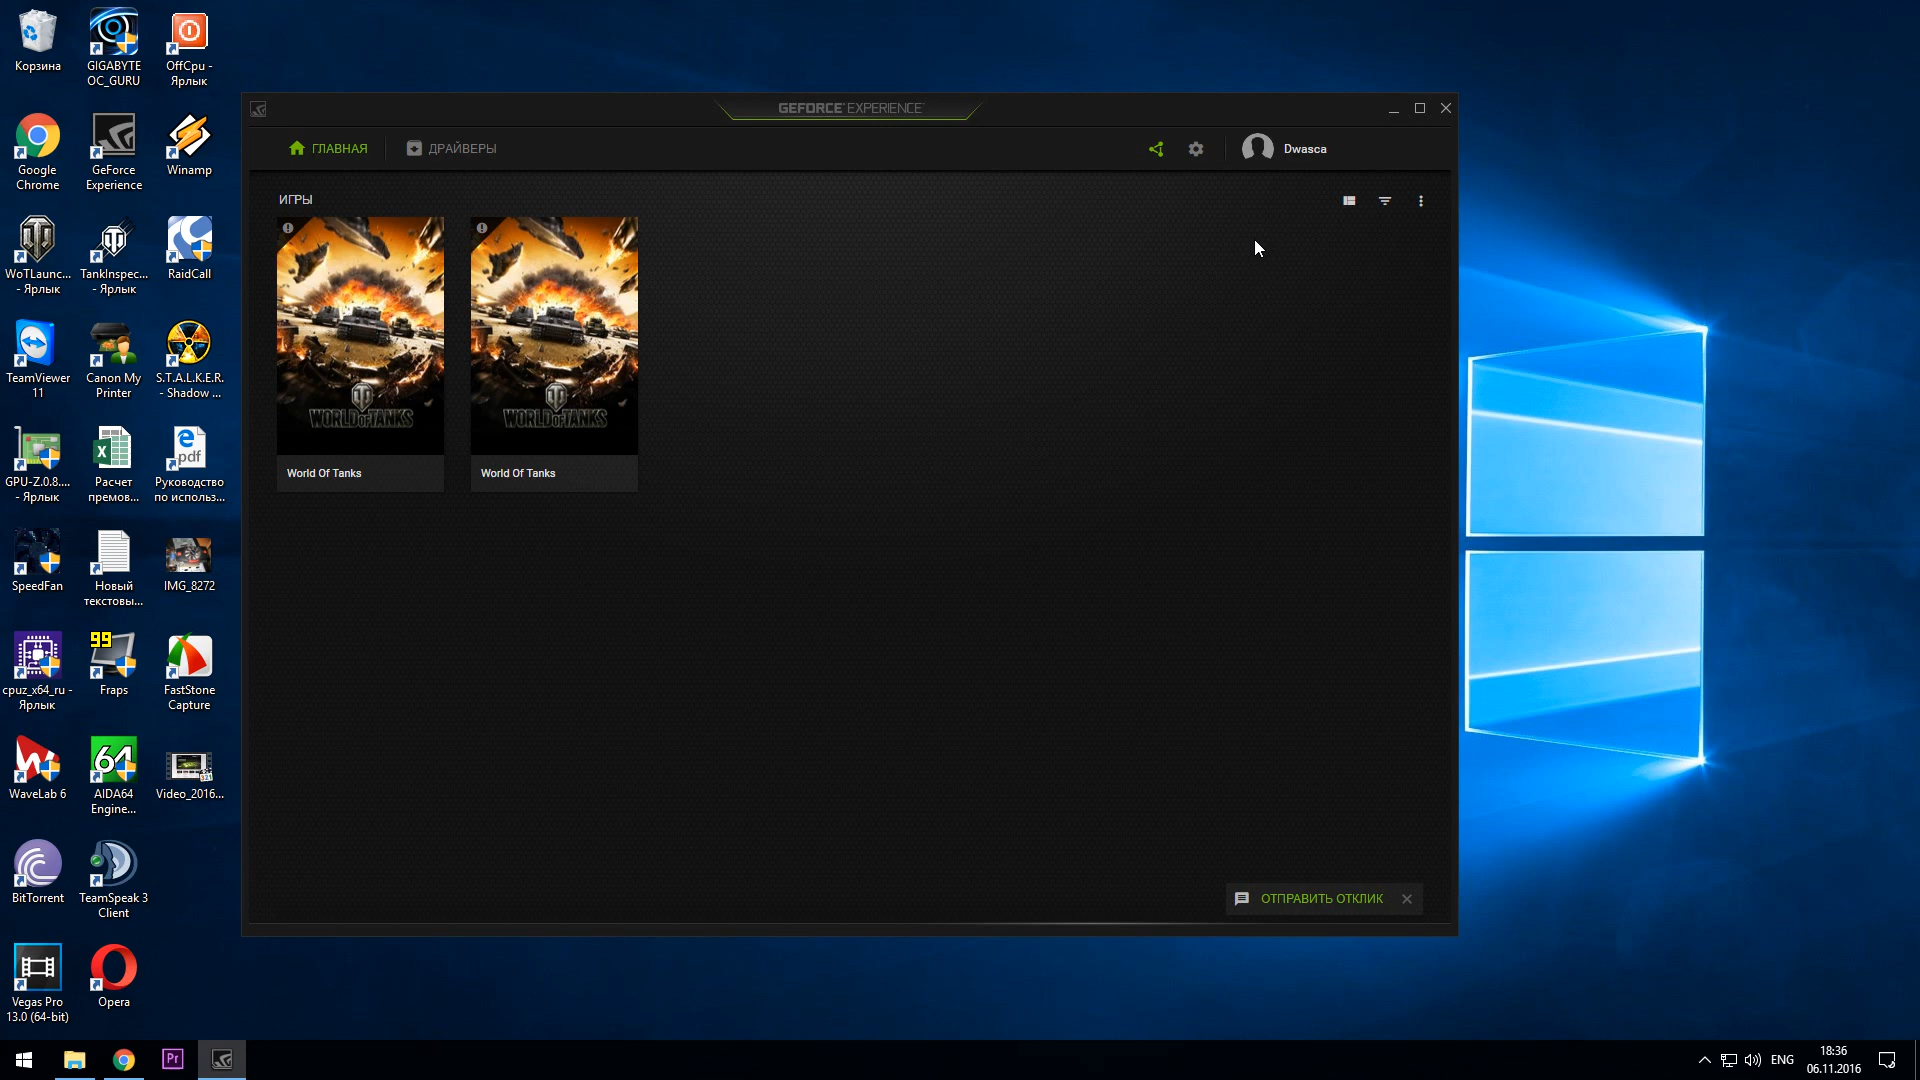 Корзина
GIGABYTE
OC_GURU
OffCpu -
Ярлык
Google
Chrome
GeForce
Experience
Winamp
WoTLaunc...
- Ярлык
TankInspec...
- Ярлык
RaidCall
TeamViewer
11
Canon My
Printer
S.T.A.L.K.E.R.
- Shadow ...
GPU-Z.0.8....
- Ярлык
Расчет
премов...
pdf
Руководство
по использ...
SpeedFan
Новый
текстовы...
IMG_8272
99
cpuz_x64_ru -
Ярлык
Fraps
FastStone
Capture
64
WaveLab 6
AIDA64
Engine...
Video_2016...
BitTorrent
TeamSpeak 3
Client
Vegas Pro
13.0 (64-bit)
Opera
GEFORCE EXPERIENCE
ГЛАВНАЯ
ДРАЙВЕРЫ
Dwasca
ИГРЫ
WORLD OF TANKS
WORLD OF TANKS
World Of Tanks
World Of Tanks
ОТПРАВИТЬ ОТКЛИК
Pr
ENG
18:36
06.11.2016